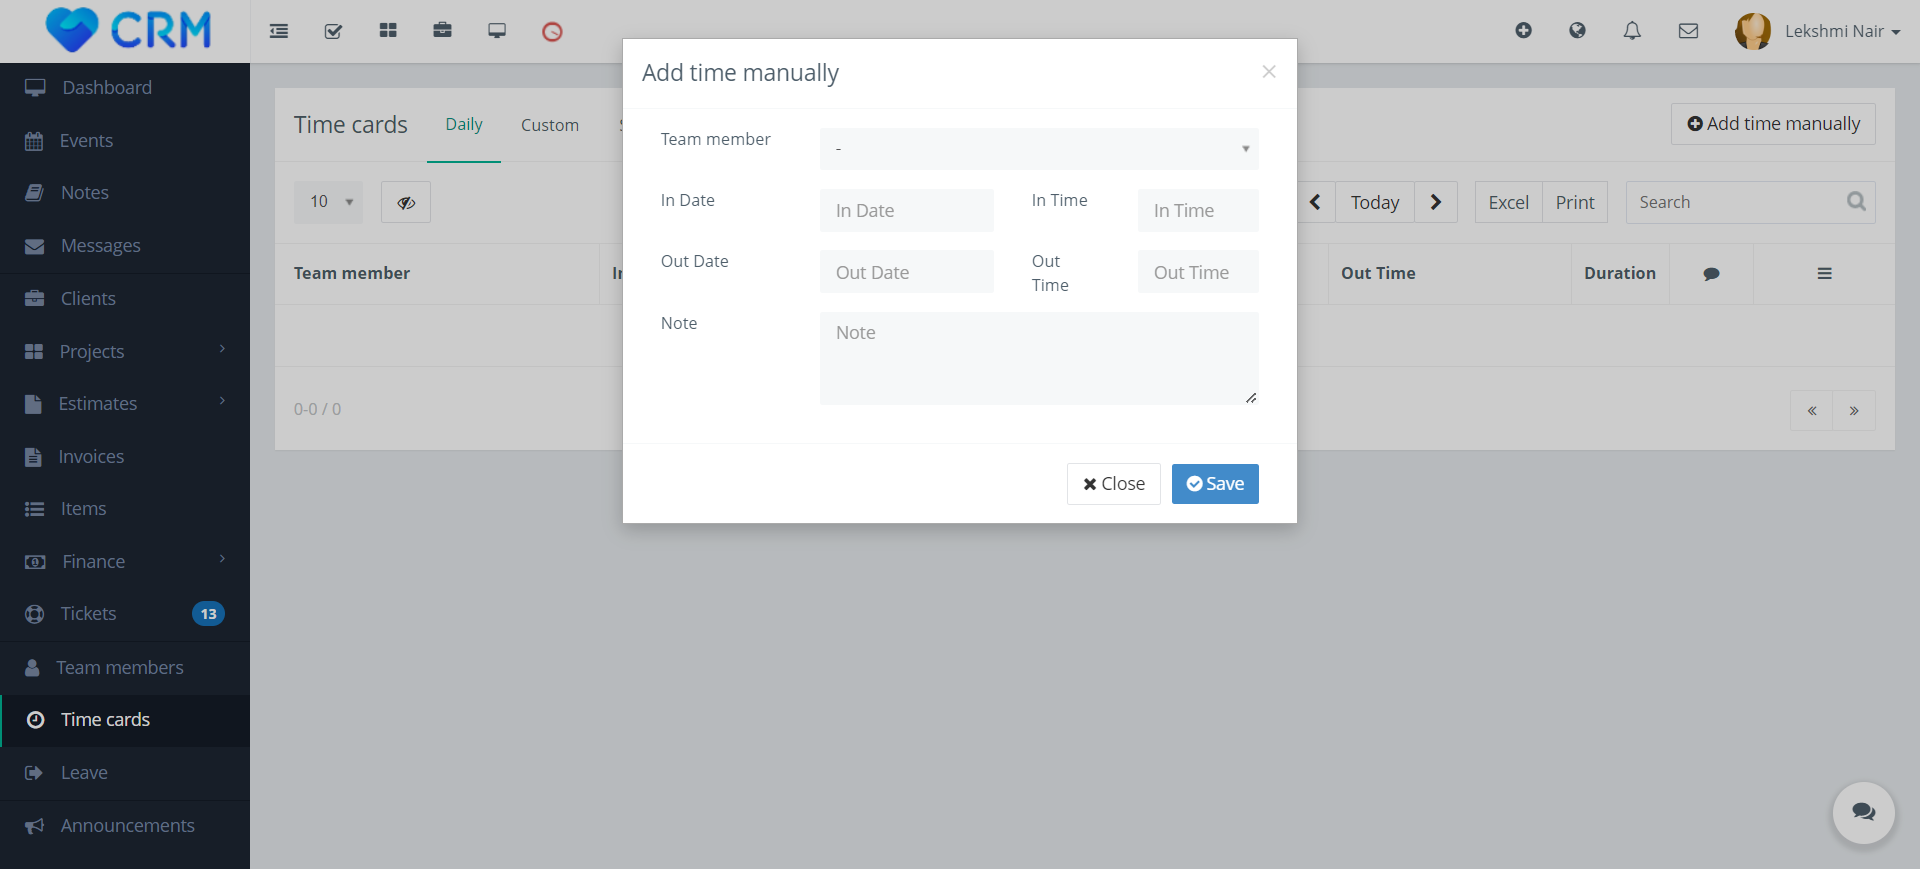 CRM
Lekshmi Nair
Dashboard
Events
Notes
Messages
Clients
Projects
Estimates
Invoices
Items
Finance
Tickets 13
Team members
Time cards
Leave
Announcements
Time cards Daily Custom
Add time manually
10
Today
Excel Print
Search
Team member
Out Time Duration
0-0 / 0
« »
Add time manually ×
Team member -
In Date In Date In Time In Time
Out Date Out Date Out Time Out Time
Note Note
Close Save